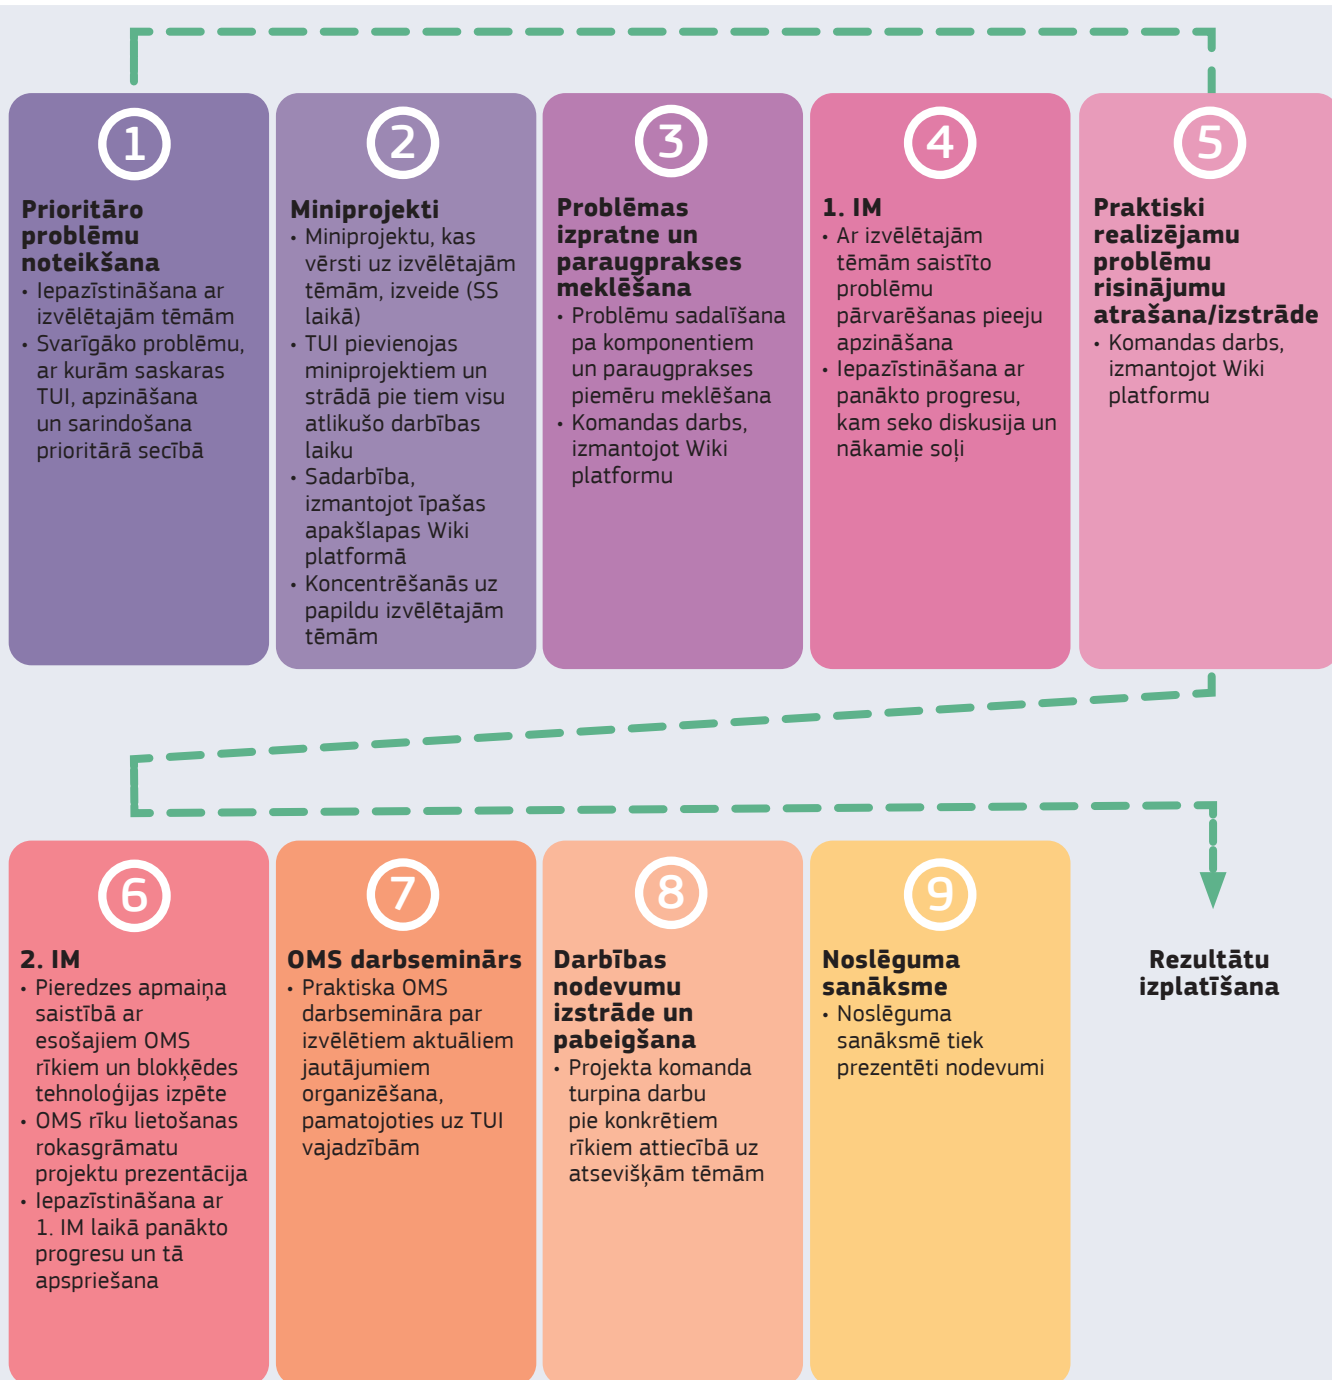 1
Prioritāro
problēmu
noteikšana
• Iepazīstināšana ar
izvēlētajām tēmām
• Svarīgāko problēmu,
ar kurām saskaras
TUI, apzināšana
un sarindošana
prioritārā secībā
2
Miniprojekti
• Miniprojektu, kas
vērsti uz izvēlētajām
tēmām, izveide (SS
laikā)
• TUI pievienojas
miniprojektiem un
strādā pie tiem visu
atlikušo darbības
laiku
• Sadarbība,
izmantojot īpašas
apakšlapas Wiki
platformā
• Koncentrēšanās uz
papildu izvēlētajām
tēmām
3
Problēmas
izpratne un
paraugprakses
meklēšana
• Problēmu sadalīšana
pa komponentiem
un paraugprakses
piemēru meklēšana
• Komandas darbs,
izmantojot Wiki
platformu
4
1. IM
• Ar izvēlētajām
tēmām saistīto
problēmu
pārvarēšanas pieeju
apzināšana
• Iepazīstināšana ar
panākto progresu,
kam seko diskusija un
nākamie soļi
5
Praktiski
realizējamu
problēmu
risinājumu
atrašana/izstrāde
• Komandas darbs,
izmantojot Wiki
platformu
6
2. IM
• Pieredzes apmaiņa
saistībā ar
esošajiem OMS
rīkiem un blokķēdes
tehnoloģijas izpēte
• OMS rīku lietošanas
rokasgrāmatu
projektu prezentācija
• Iepazīstināšana ar
1. IM laikā panākto
progresu un tā
apspriešana
7
OMS darbseminārs
• Praktiska OMS
darbsemināra par
izvēlētiem aktuāliem
jautājumiem
organizēšana,
pamatojoties uz TUI
vajadzībām
8
Darbības
nodevumu
izstrāde un
pabeigšana
• Projekta komanda
turpina darbu
pie konkrētiem
rīkiem attiecībā uz
atsevišķām tēmām
9
Noslēguma
sanāksme
• Noslēguma
sanāksmē tiek
prezentēti nodevumi
Rezultātu
izplatīšana